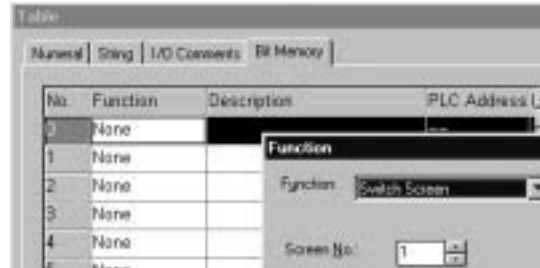 Table
Numeral String I/O Comments Bit Memory
No. Function Description PLC Address
0 None
1 None
2 None
3 None
4 None
None
Function
Function: Switch Screen
Screen No.: 1